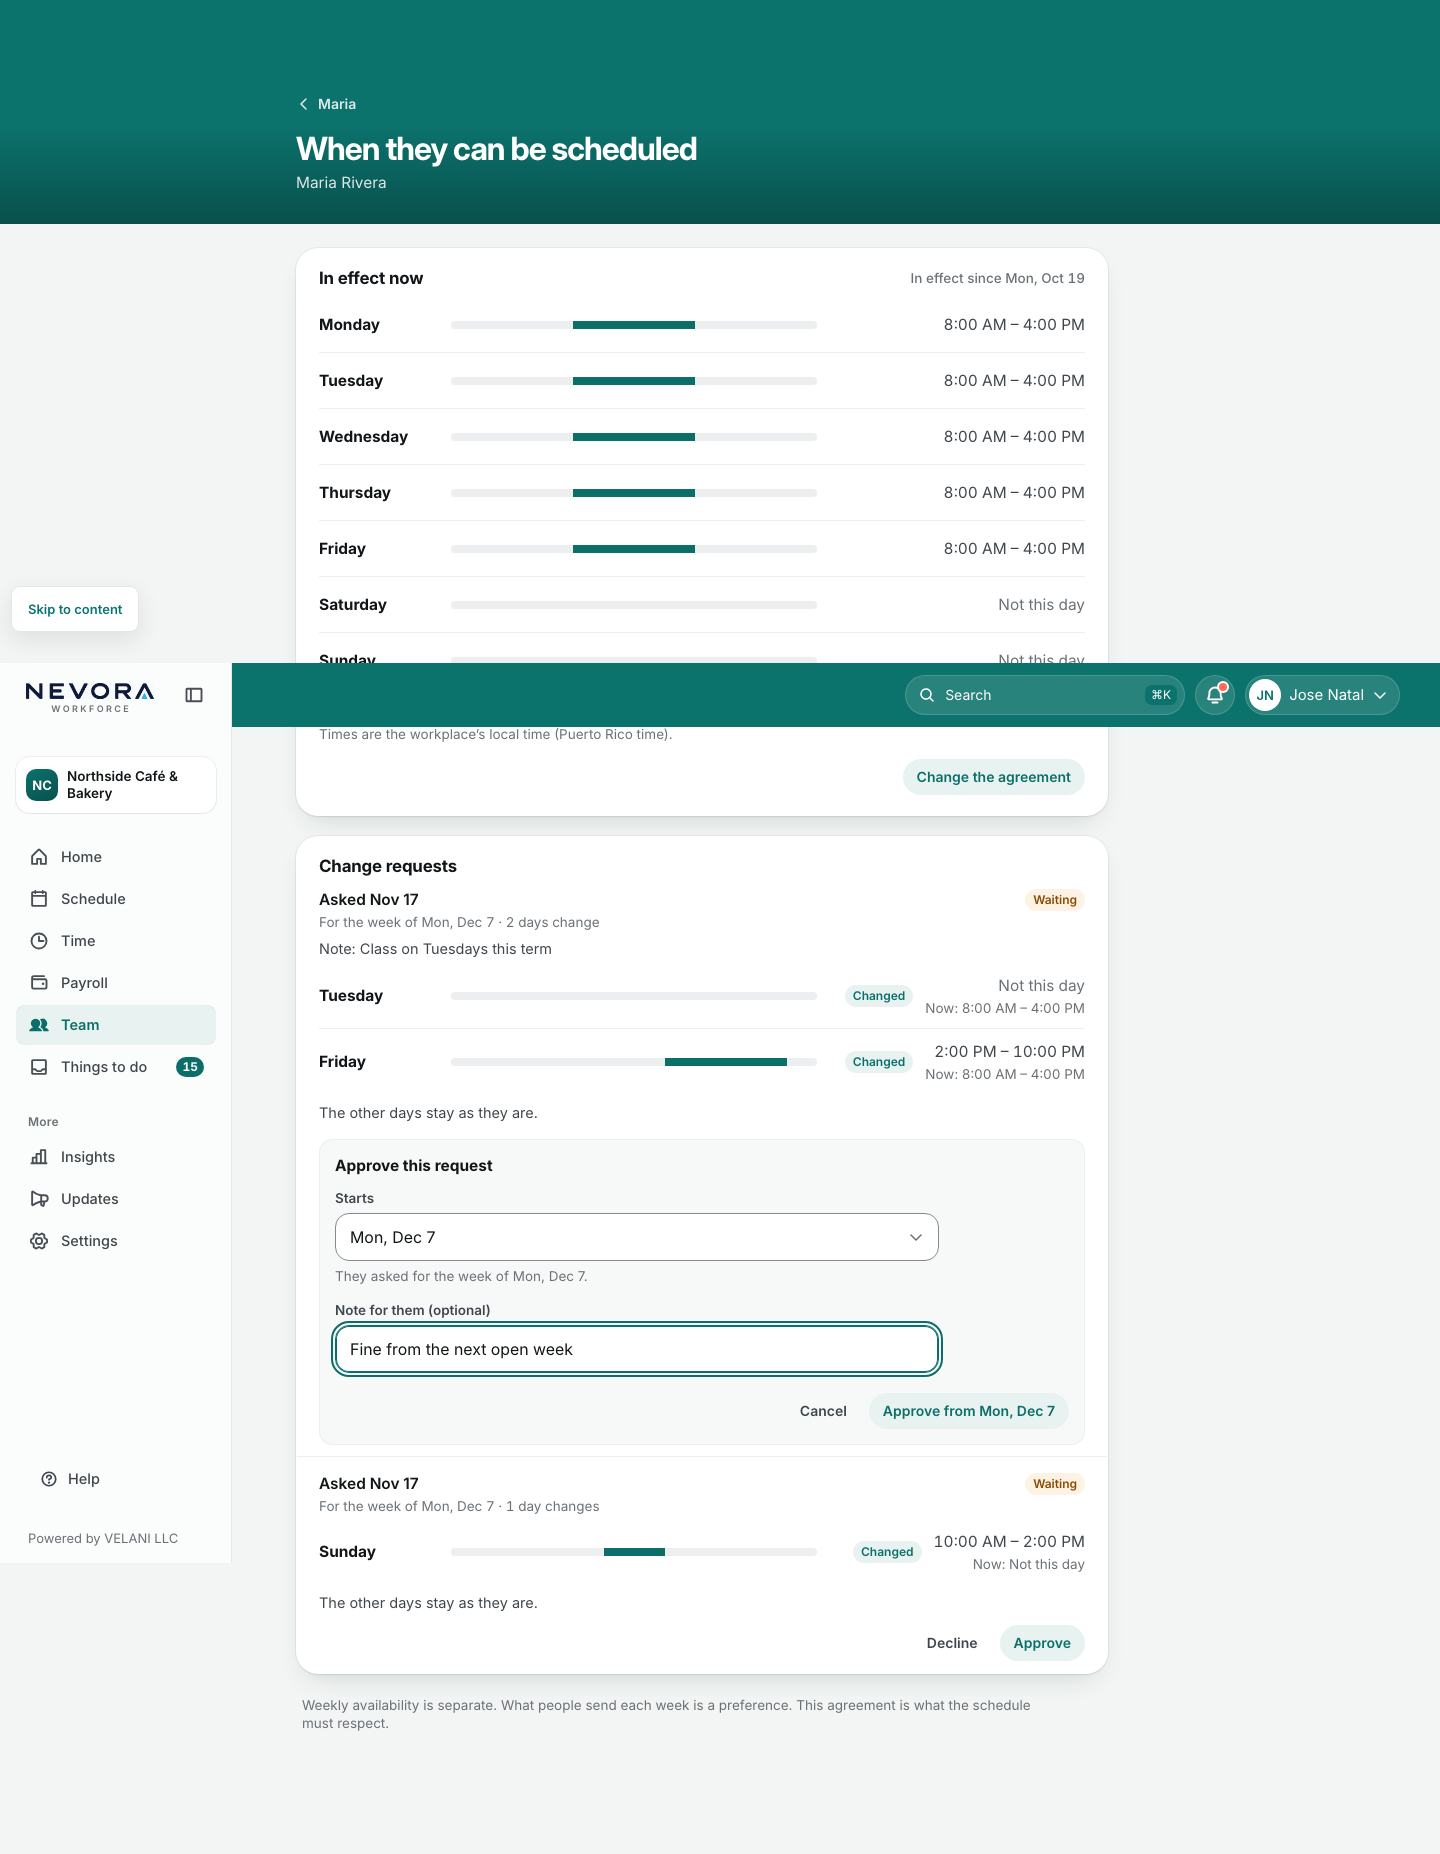 Maria
When they can be scheduled
Maria Rivera
In effect now
In effect since Mon, Oct 19
Monday
8:00 AM – 4:00 PM
Tuesday
8:00 AM – 4:00 PM
Wednesday
8:00 AM – 4:00 PM
Thursday
8:00 AM – 4:00 PM
Friday
8:00 AM – 4:00 PM
Saturday
Not this day
Sunday
Not this day
Skip to content
NEVORA
WORKFORCE
Search
⌘K
JN
Jose Natal
NC
Northside Café &
Bakery
Home
Schedule
Time
Payroll
Team
Things to do
15
More
Insights
Updates
Settings
Help
Powered by VELANI LLC
Times are the workplace’s local time (Puerto Rico time).
Change the agreement
Change requests
Asked Nov 17
Waiting
For the week of Mon, Dec 7 · 2 days change
Note: Class on Tuesdays this term
Tuesday
Changed
Not this day
Now: 8:00 AM – 4:00 PM
Friday
Changed
2:00 PM – 10:00 PM
Now: 8:00 AM – 4:00 PM
The other days stay as they are.
Approve this request
Starts
Mon, Dec 7
They asked for the week of Mon, Dec 7.
Note for them (optional)
Fine from the next open week
Cancel
Approve from Mon, Dec 7
Asked Nov 17
Waiting
For the week of Mon, Dec 7 · 1 day changes
Sunday
Changed
10:00 AM – 2:00 PM
Now: Not this day
The other days stay as they are.
Decline
Approve
Weekly availability is separate. What people send each week is a preference. This agreement is what the schedule
must respect.